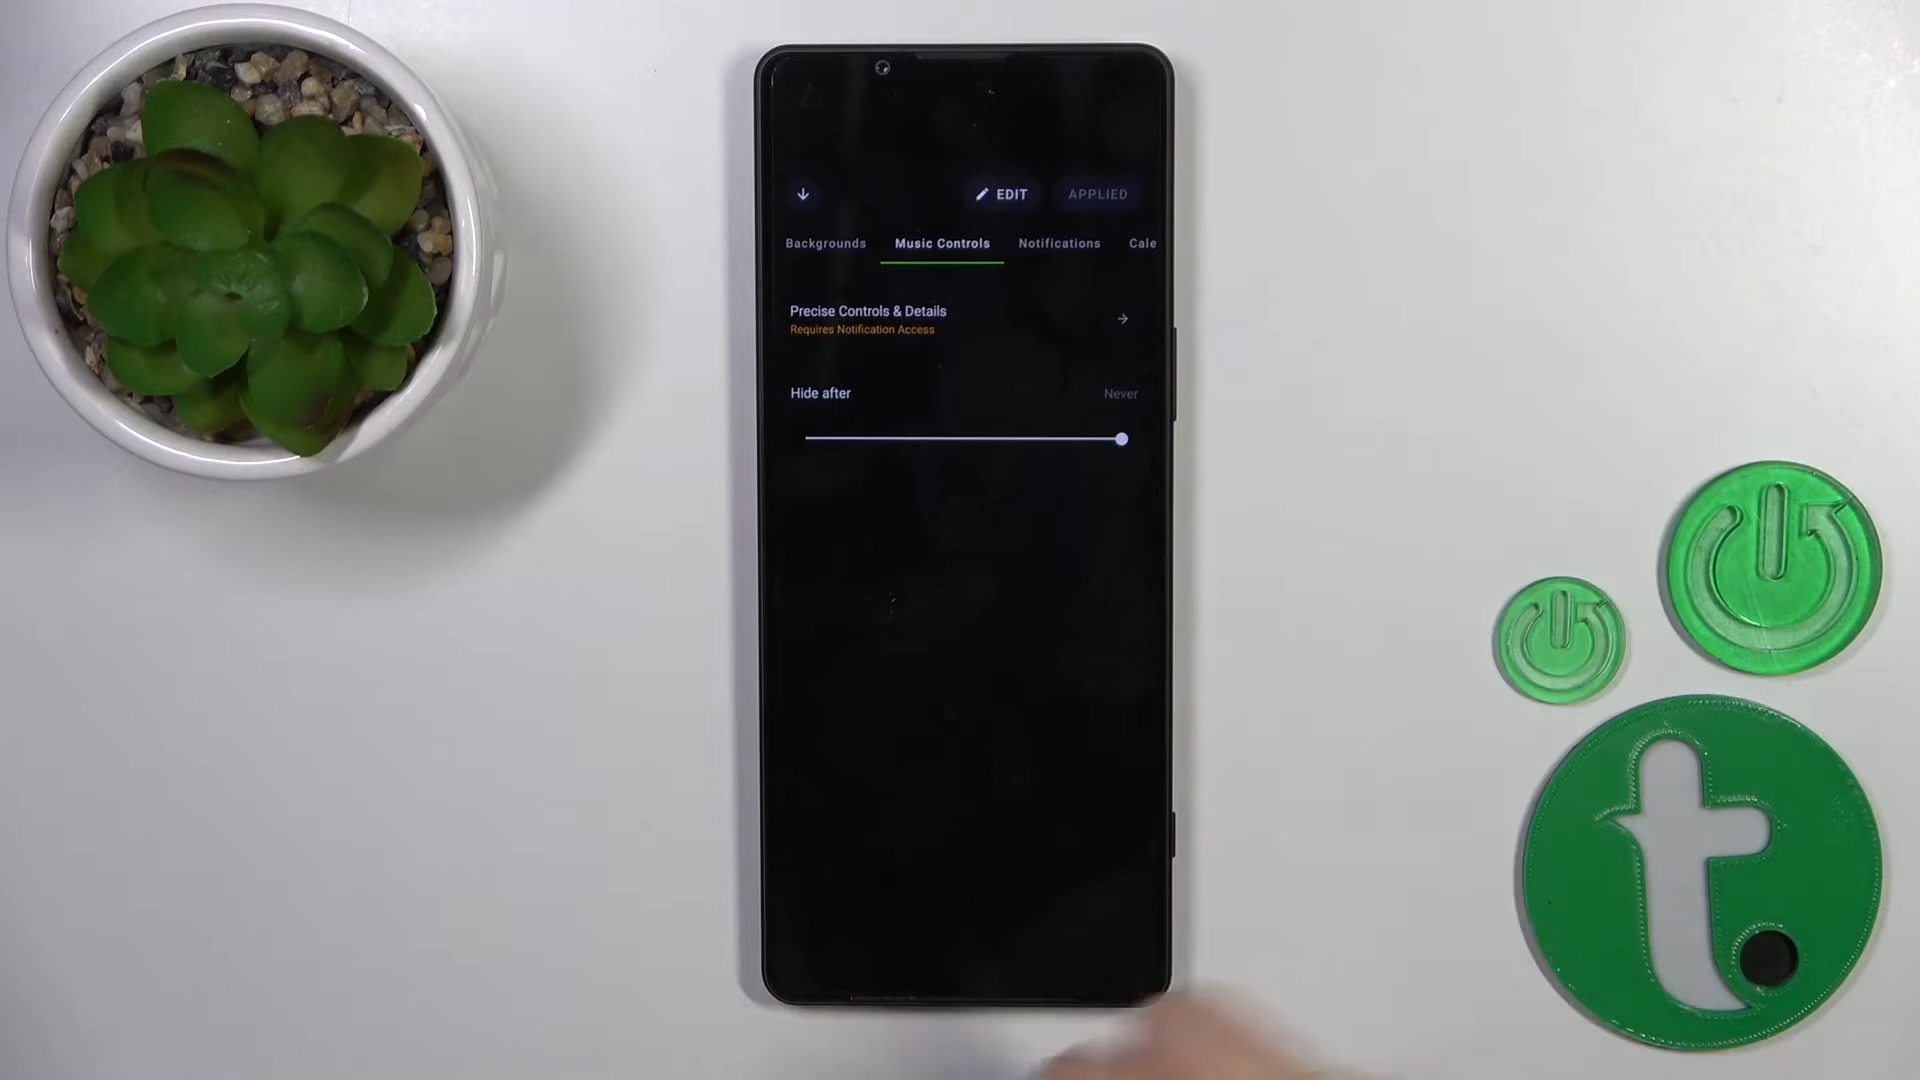 EDIT
APPLIED
Backgrounds Music Controls Notifications Cale
Precise Controls & Details
Requires Notification Access
Hide after Never
t